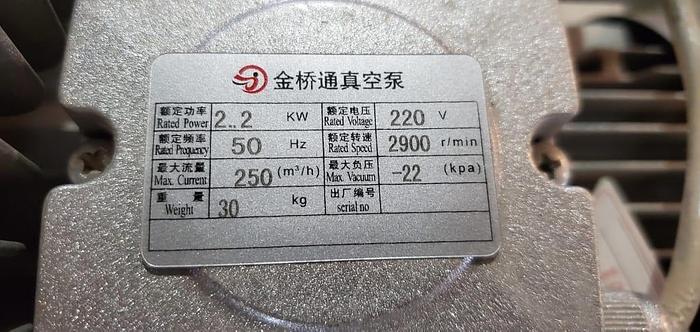 金桥通真空泵
额定功率 2..2 KW 额定电压 220 V
Rated Power Rated Voltage
额定频率 50 Hz 额定转速 2900 r/min
Rated Prequency Rated Speed
最大流量 250 (m³/h) 最大负压 -22 (kpa)
Max. Current Max. Vacuum
重量 30 kg 出厂编号
Weight serial no